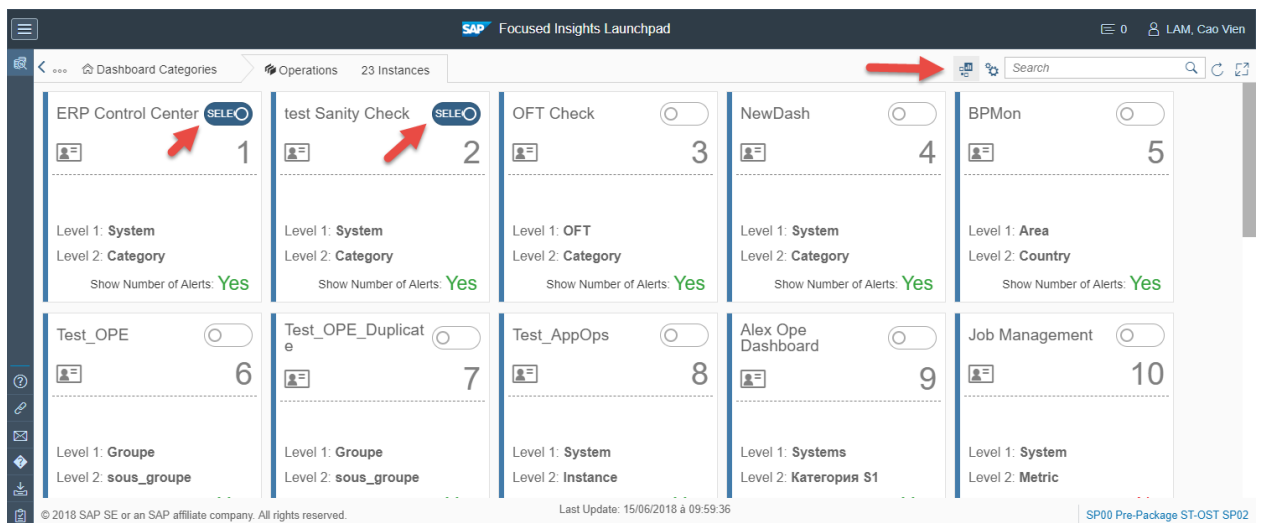 SAP Focused Insights Launchpad
0
LAM, Cao Vien
Dashboard Categories
Operations
23 Instances
Search
ERP Control Center
SELE
1
Level 1: System
Level 2: Category
Show Number of Alerts: Yes
test Sanity Check
SELE
2
Level 1: System
Level 2: Category
Show Number of Alerts: Yes
OFT Check
3
Level 1: OFT
Level 2: Category
Show Number of Alerts: Yes
NewDash
4
Level 1: System
Level 2: Category
Show Number of Alerts: Yes
BPMon
5
Level 1: Area
Level 2: Country
Show Number of Alerts: Yes
Test_OPE
6
Level 1: Groupe
Level 2: sous_groupe
Test_OPE_Duplicat
e
7
Level 1: Groupe
Level 2: sous_groupe
Test_AppOps
8
Level 1: System
Level 2: Instance
Alex Ope
Dashboard
9
Level 1: Systems
Level 2: Категория S1
Job Management
10
Level 1: System
Level 2: Metric
© 2018 SAP SE or an SAP affiliate company. All rights reserved.
Last Update: 15/06/2018 à 09:59:36
SP00 Pre-Package ST-OST SP02